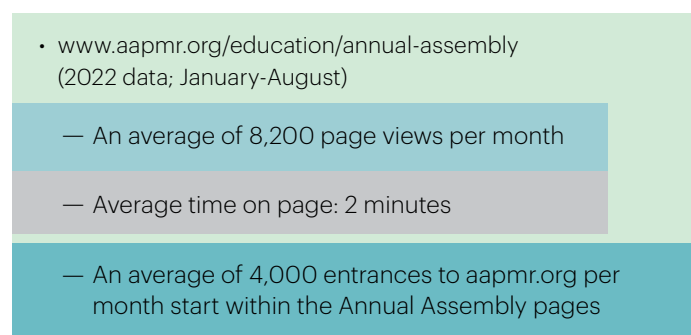 • www.aapmr.org/education/annual-assembly
(2022 data; January-August)
— An average of 8,200 page views per month
— Average time on page: 2 minutes
— An average of 4,000 entrances to aapmr.org per
month start within the Annual Assembly pages